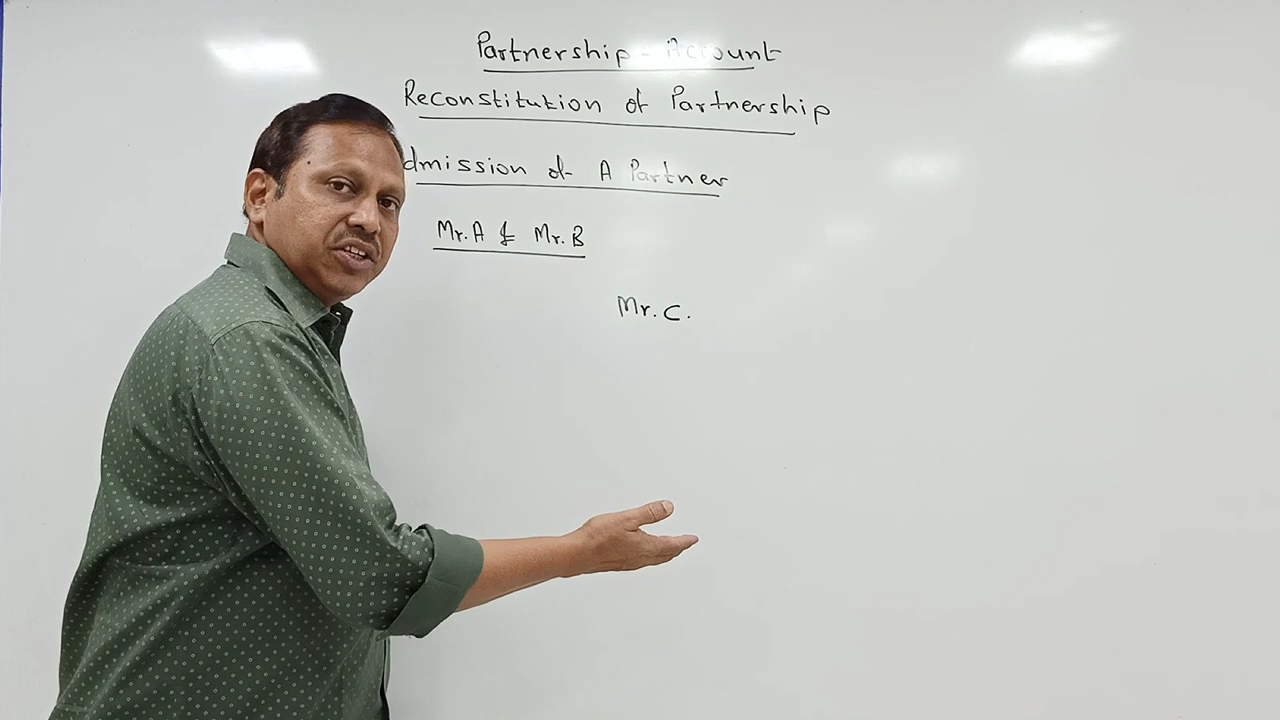 Partnership - Account
Reconstitution of Partnership
dmission of A Partner
Mr. A & Mr. B
Mr. C.